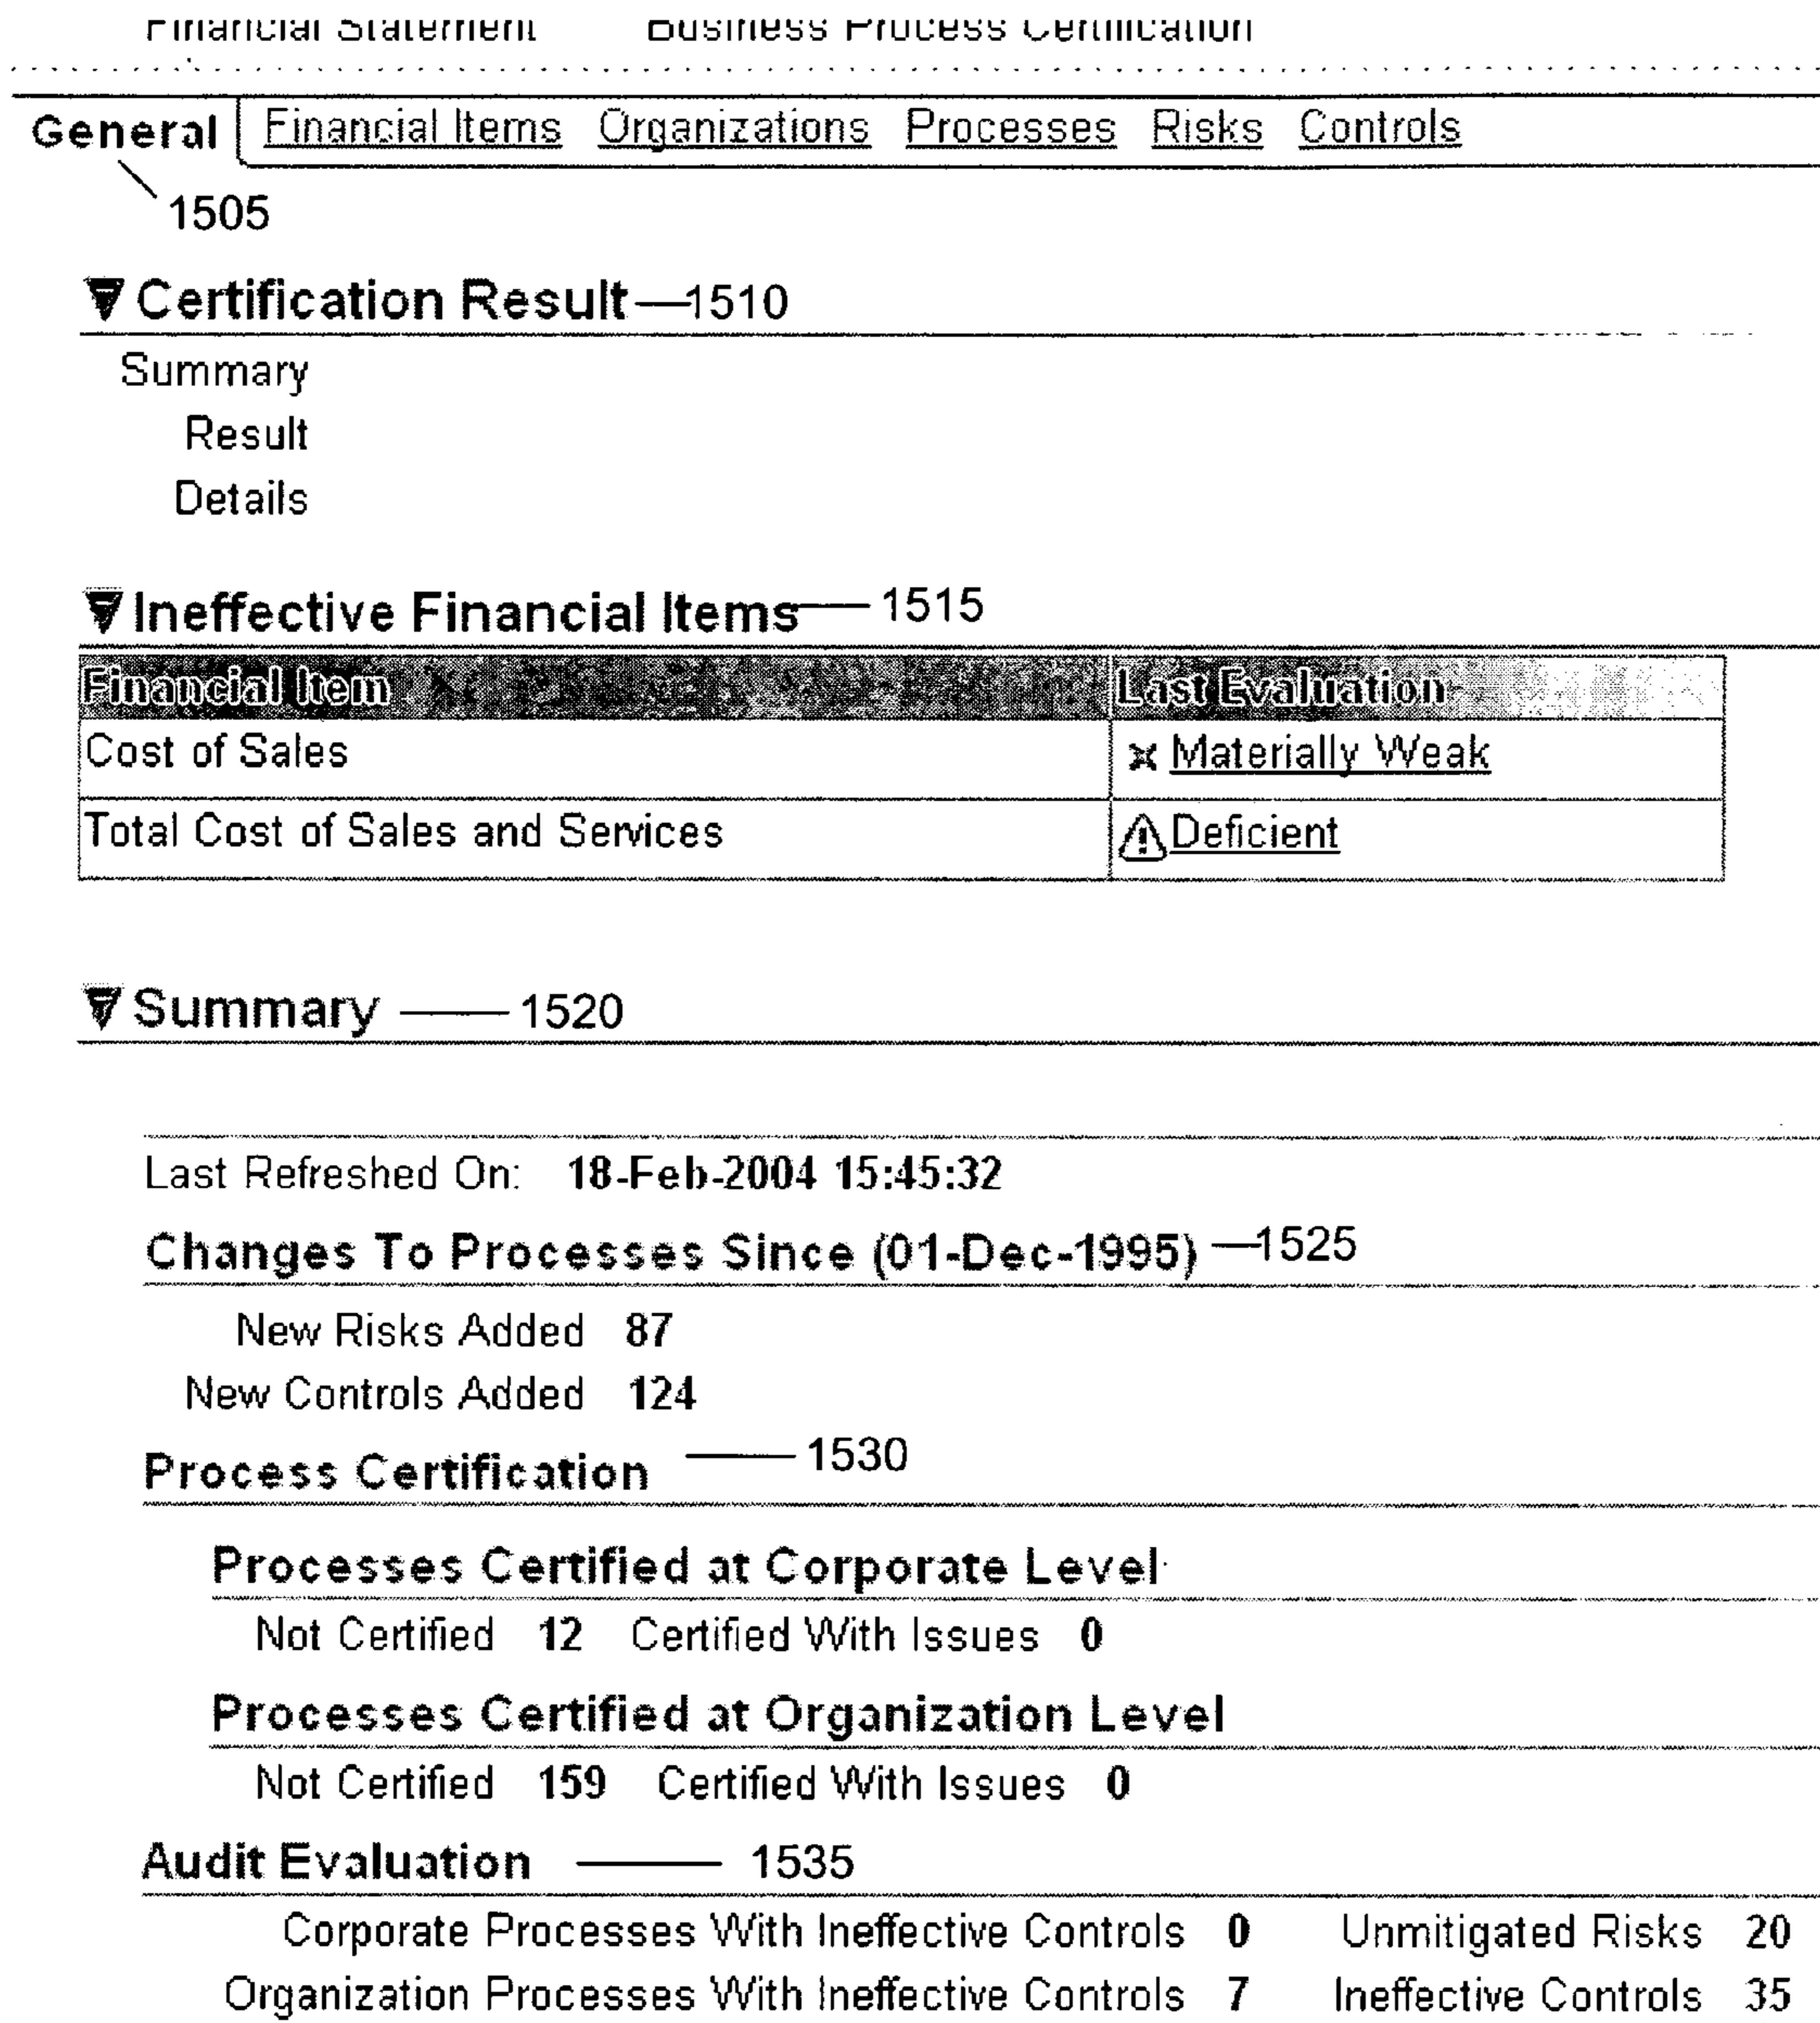 Financial Statement Business Process Certification
General Financial Items Organizations Processes Risks Controls
1505
Certification Result 1510
Summary
Result
Details
Ineffective Financial Items 1515
Financial Item Last Evaluation
Cost of Sales Materially Weak
Total Cost of Sales and Services Deficient
Summary 1520
Last Refreshed On: 18-Feb-2004 15:45:32
Changes To Processes Since (01-Dec-1995) 1525
New Risks Added 87
New Controls Added 124
Process Certification 1530
Processes Certified at Corporate Level
Not Certified 12 Certified With Issues 0
Processes Certified at Organization Level
Not Certified 159 Certified With Issues 0
Audit Evaluation 1535
Corporate Processes With Ineffective Controls 0 Unmitigated Risks 20
Organization Processes With Ineffective Controls 7 Ineffective Controls 35